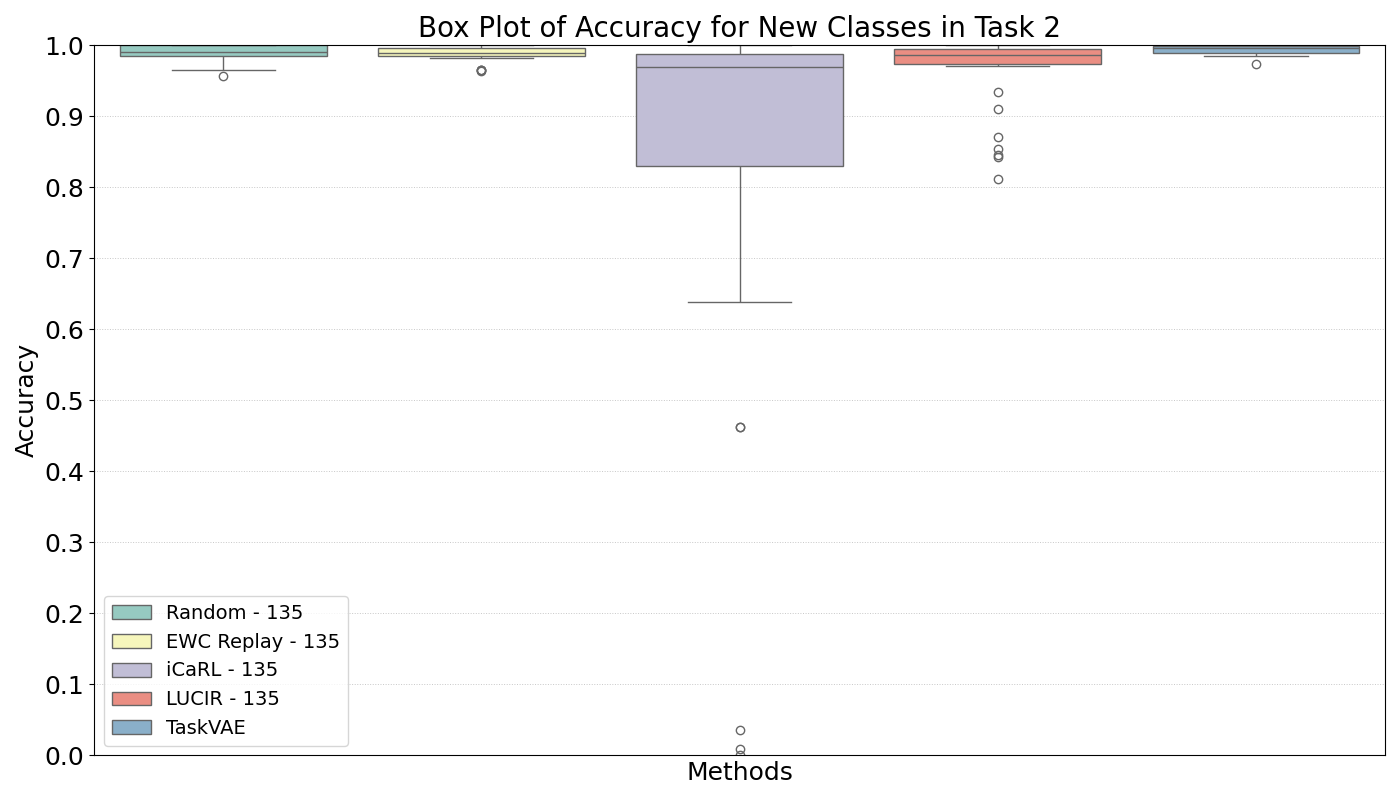 Box Plot of Accuracy for New Classes in Task 2
1.0
0.9
0.8
0.7
0.6
0.5
0.4
0.3
0.2
0.1
0.0
Accuracy
Random - 135
EWC Replay - 135
iCaRL - 135
LUCIR - 135
TaskVAE
Methods